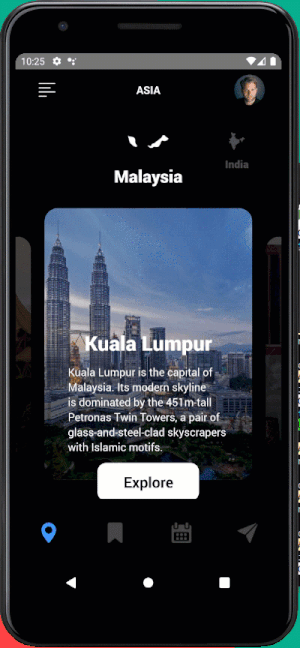 10:25
ASIA
India
Malaysia
Kuala Lumpur
Kuala Lumpur is the capital of
Malaysia. Its modern skyline
is dominated by the 451m-tall
Petronas Twin Towers, a pair of
glass-and-steel-clad skyscrapers
with Islamic motifs.
Explore